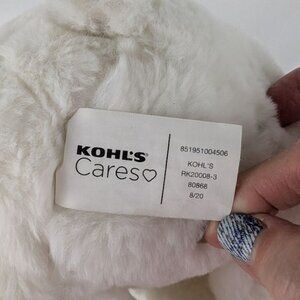 KOHL'S
Cares♡
851951004506
KOHL'S
RK20008-3
80868
8/20